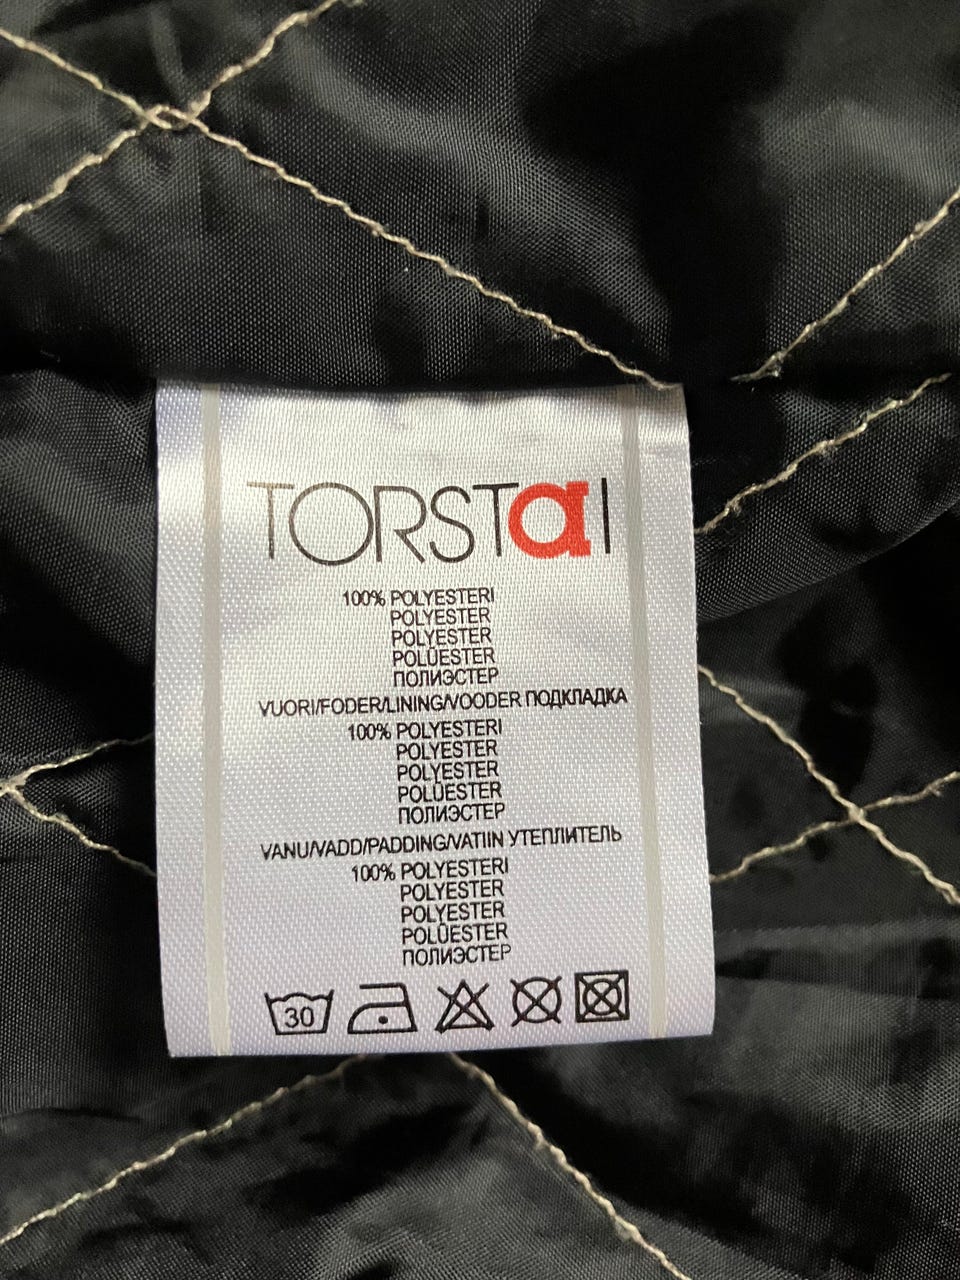 TORSTaI
100% POLYESTERI
POLYESTER
POLYESTER
POLÜESTER
ПОЛИЭСТЕР
VUORI/FODER/LINING/VOODER ПОДКЛАДКА
100% POLYESTERI
POLYESTER
POLYESTER
POLÜESTER
ПОЛИЭСТЕР
VANU/VADD/PADDING/VATIIN УТЕПЛИТЕЛЬ
100% POLYESTERI
POLYESTER
POLYESTER
POLÜESTER
ПОЛИЭСТЕР
30